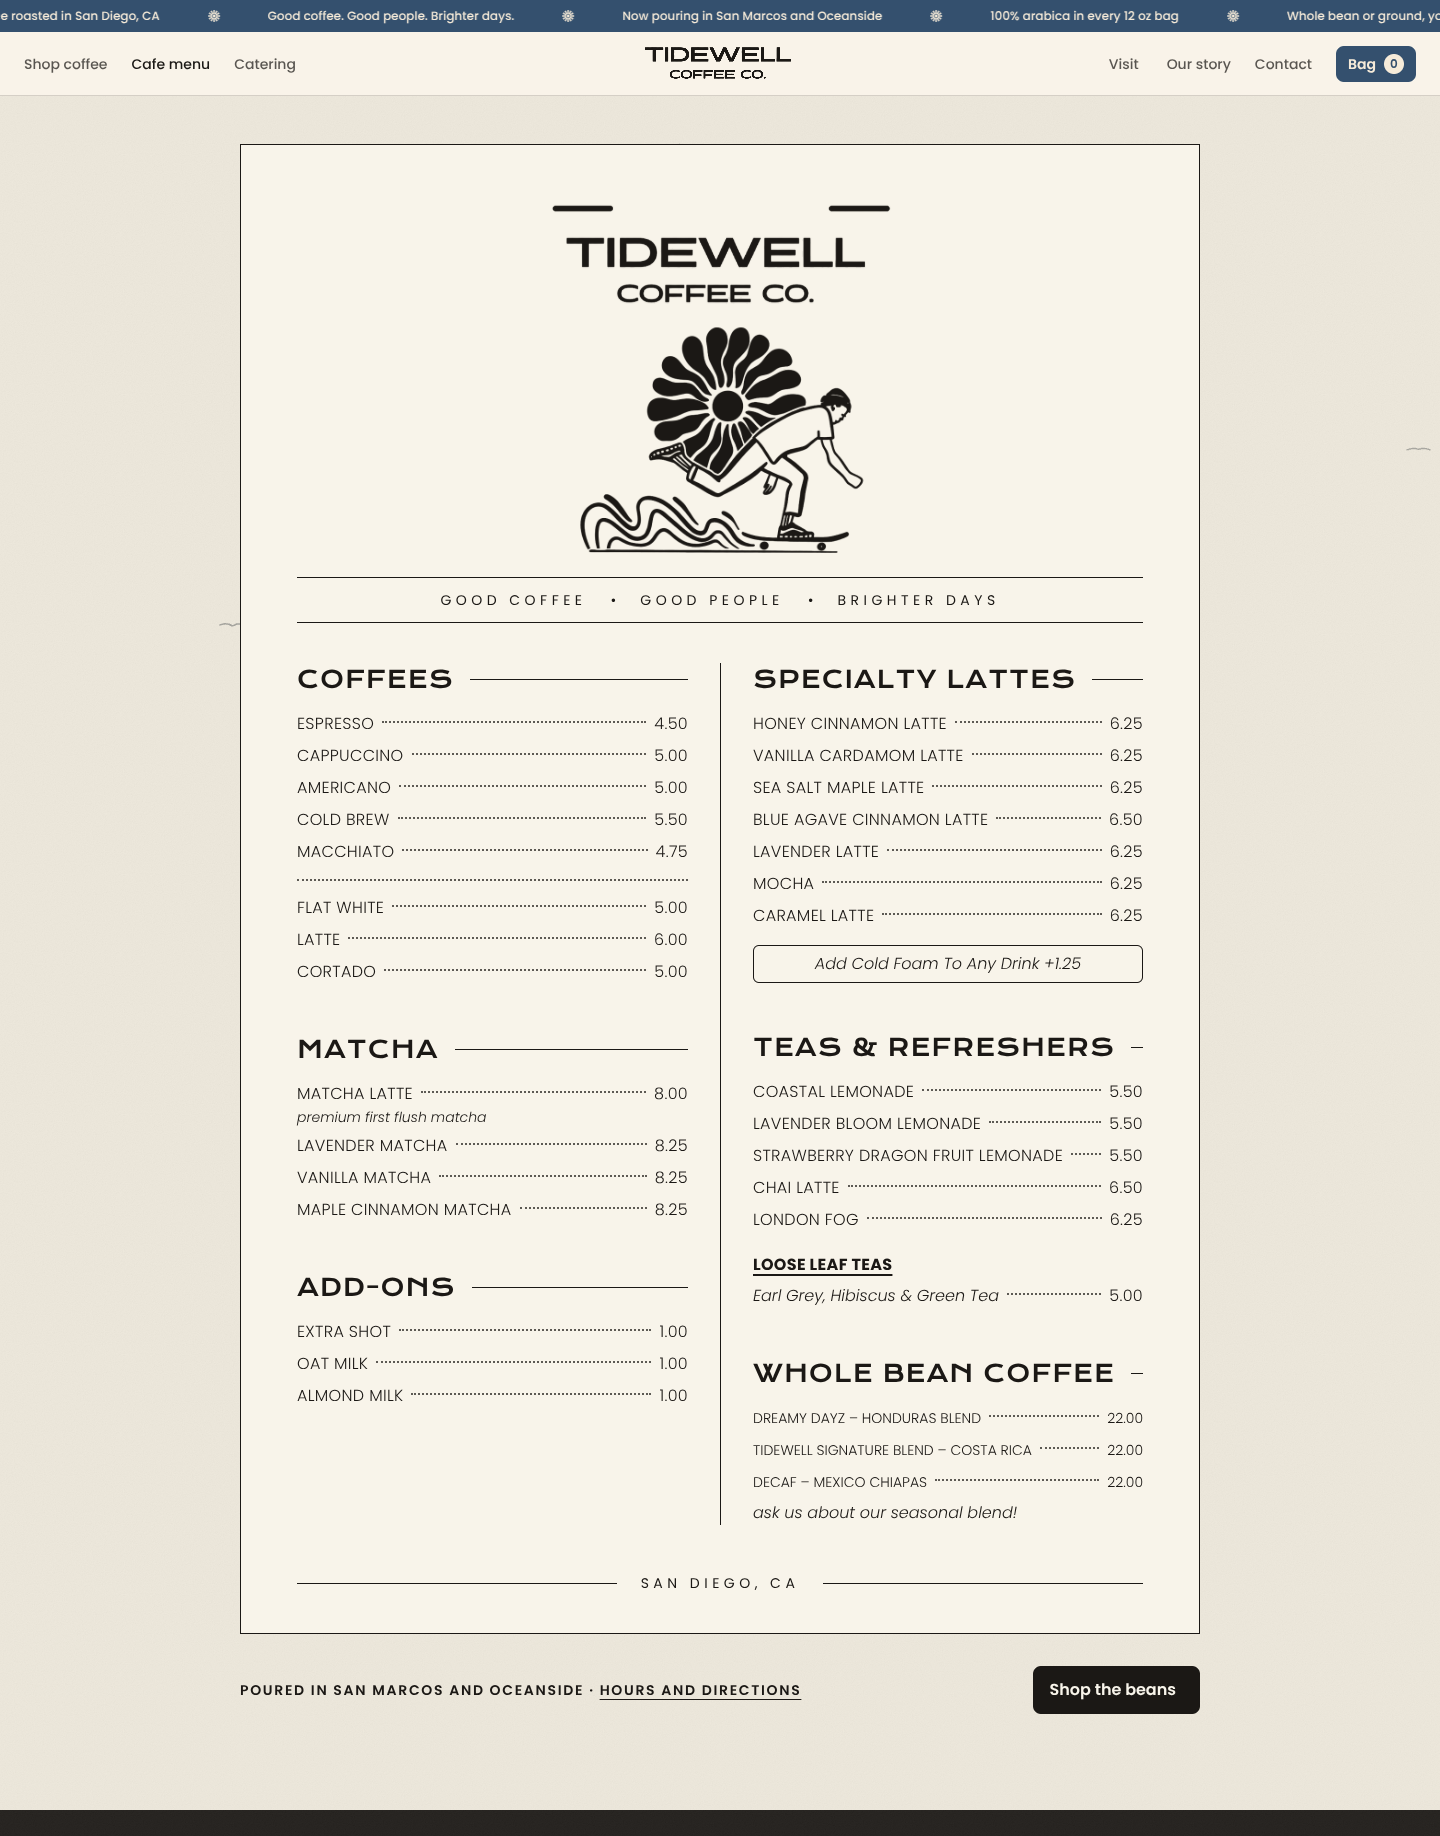 e roasted in San Diego, CA
Good coffee. Good people. Brighter days.
Now pouring in San Marcos and Oceanside
100% arabica in every 12 oz bag
Whole bean or ground, yo
Shop coffee
Cafe menu
Catering
TIDEWELL
COFFEE CO.
Visit
Our story
Contact
Bag 0
TIDEWELL
COFFEE CO.
GOOD COFFEE • GOOD PEOPLE • BRIGHTER DAYS
COFFEES
ESPRESSO 4.50
CAPPUCCINO 5.00
AMERICANO 5.00
COLD BREW 5.50
MACCHIATO 4.75
FLAT WHITE 5.00
LATTE 6.00
CORTADO 5.00
MATCHA
MATCHA LATTE 8.00
premium first flush matcha
LAVENDER MATCHA 8.25
VANILLA MATCHA 8.25
MAPLE CINNAMON MATCHA 8.25
ADD-ONS
EXTRA SHOT 1.00
OAT MILK 1.00
ALMOND MILK 1.00
SPECIALTY LATTES
HONEY CINNAMON LATTE 6.25
VANILLA CARDAMOM LATTE 6.25
SEA SALT MAPLE LATTE 6.25
BLUE AGAVE CINNAMON LATTE 6.50
LAVENDER LATTE 6.25
MOCHA 6.25
CARAMEL LATTE 6.25
Add Cold Foam To Any Drink +1.25
TEAS & REFRESHERS
COASTAL LEMONADE 5.50
LAVENDER BLOOM LEMONADE 5.50
STRAWBERRY DRAGON FRUIT LEMONADE 5.50
CHAI LATTE 6.50
LONDON FOG 6.25
LOOSE LEAF TEAS
Earl Grey, Hibiscus & Green Tea 5.00
WHOLE BEAN COFFEE
DREAMY DAYZ – HONDURAS BLEND 22.00
TIDEWELL SIGNATURE BLEND – COSTA RICA 22.00
DECAF – MEXICO CHIAPAS 22.00
ask us about our seasonal blend!
SAN DIEGO, CA
POURED IN SAN MARCOS AND OCEANSIDE · HOURS AND DIRECTIONS
Shop the beans